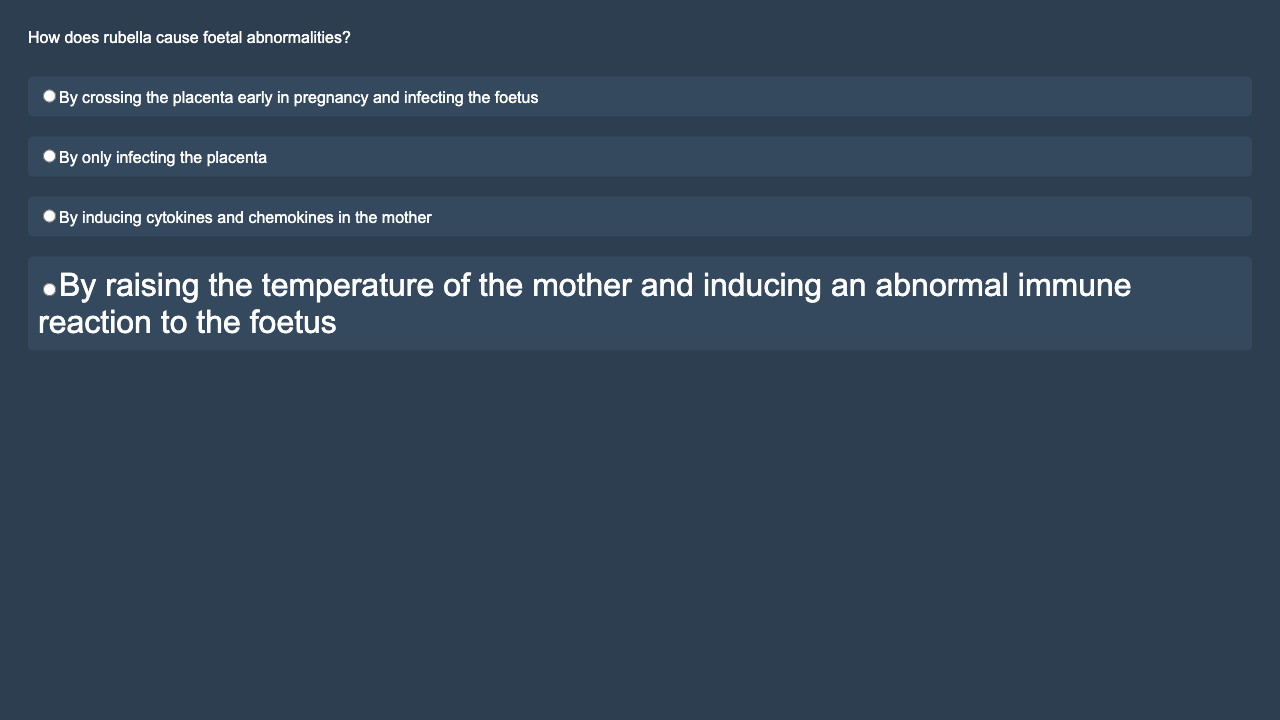 How does rubella cause foetal abnormalities?
By crossing the placenta early in pregnancy and infecting the foetus
By only infecting the placenta
By inducing cytokines and chemokines in the mother
By raising the temperature of the mother and inducing an abnormal immune
reaction to the foetus